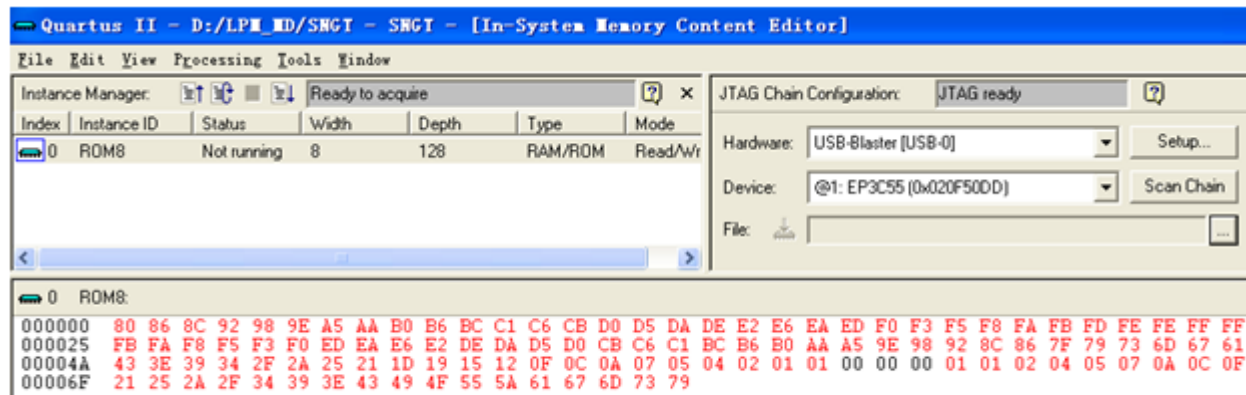 Quartus II - D:/LPM_MD/SNGT - SNGT - [In-System Memory Content Editor]
File Edit View Processing Tools Window
Instance Manager: Ready to acquire
JTAG Chain Configuration: JTAG ready
Index Instance ID Status Width Depth Type Mode
0 ROM8 Not running 8 128 RAM/ROM Read/Wr
Hardware: USB-Blaster [USB-0] Setup...
Device: @1: EP3C55 (0x020F50DD) Scan Chain
File: ...
0 ROM8:
000000 80 86 8C 92 98 9E A5 AA B0 B6 BC C1 C6 CB D0 D5 DA DE E2 E6 EA ED F0 F3 F5 F8 FA FB FD FE FE FF FF
000025 FB FA F8 F5 F3 F0 ED EA E6 E2 DE DA D5 D0 CB C6 C1 BC B6 B0 AA A5 9E 98 92 8C 86 7F 79 73 6D 67 61
00004A 43 3E 39 34 2F 2A 25 21 1D 19 15 12 0F 0C 0A 07 05 04 02 01 01 00 00 00 01 01 02 04 05 07 0A 0C 0F
00006F 21 25 2A 2F 34 39 3E 43 49 4F 55 5A 61 67 6D 73 79